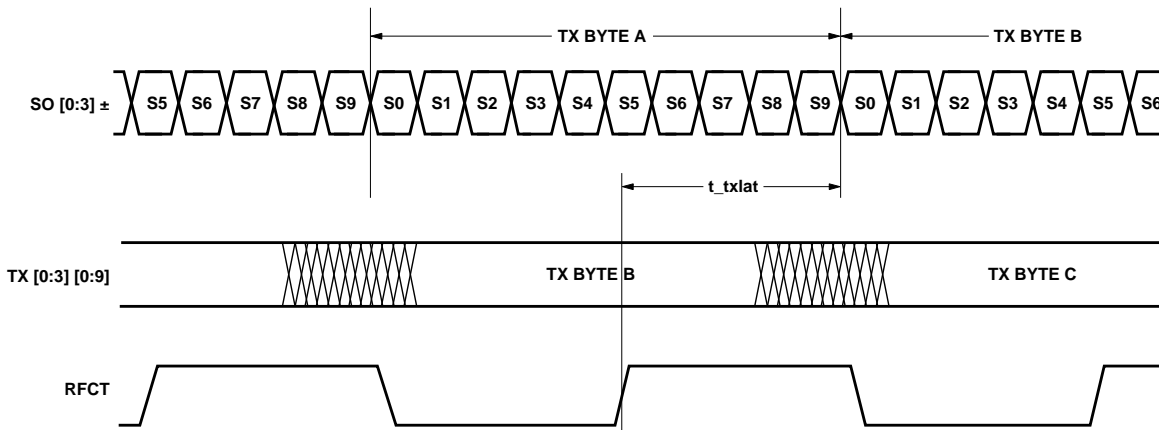 TX BYTE A TX BYTE B
SO [0:3] ± S5 S6 S7 S8 S9 S0 S1 S2 S3 S4 S5 S6 S7 S8 S9 S0 S1 S2 S3 S4 S5 S6
t_txlat
TX [0:3] [0:9] TX BYTE B TX BYTE C
RFCT